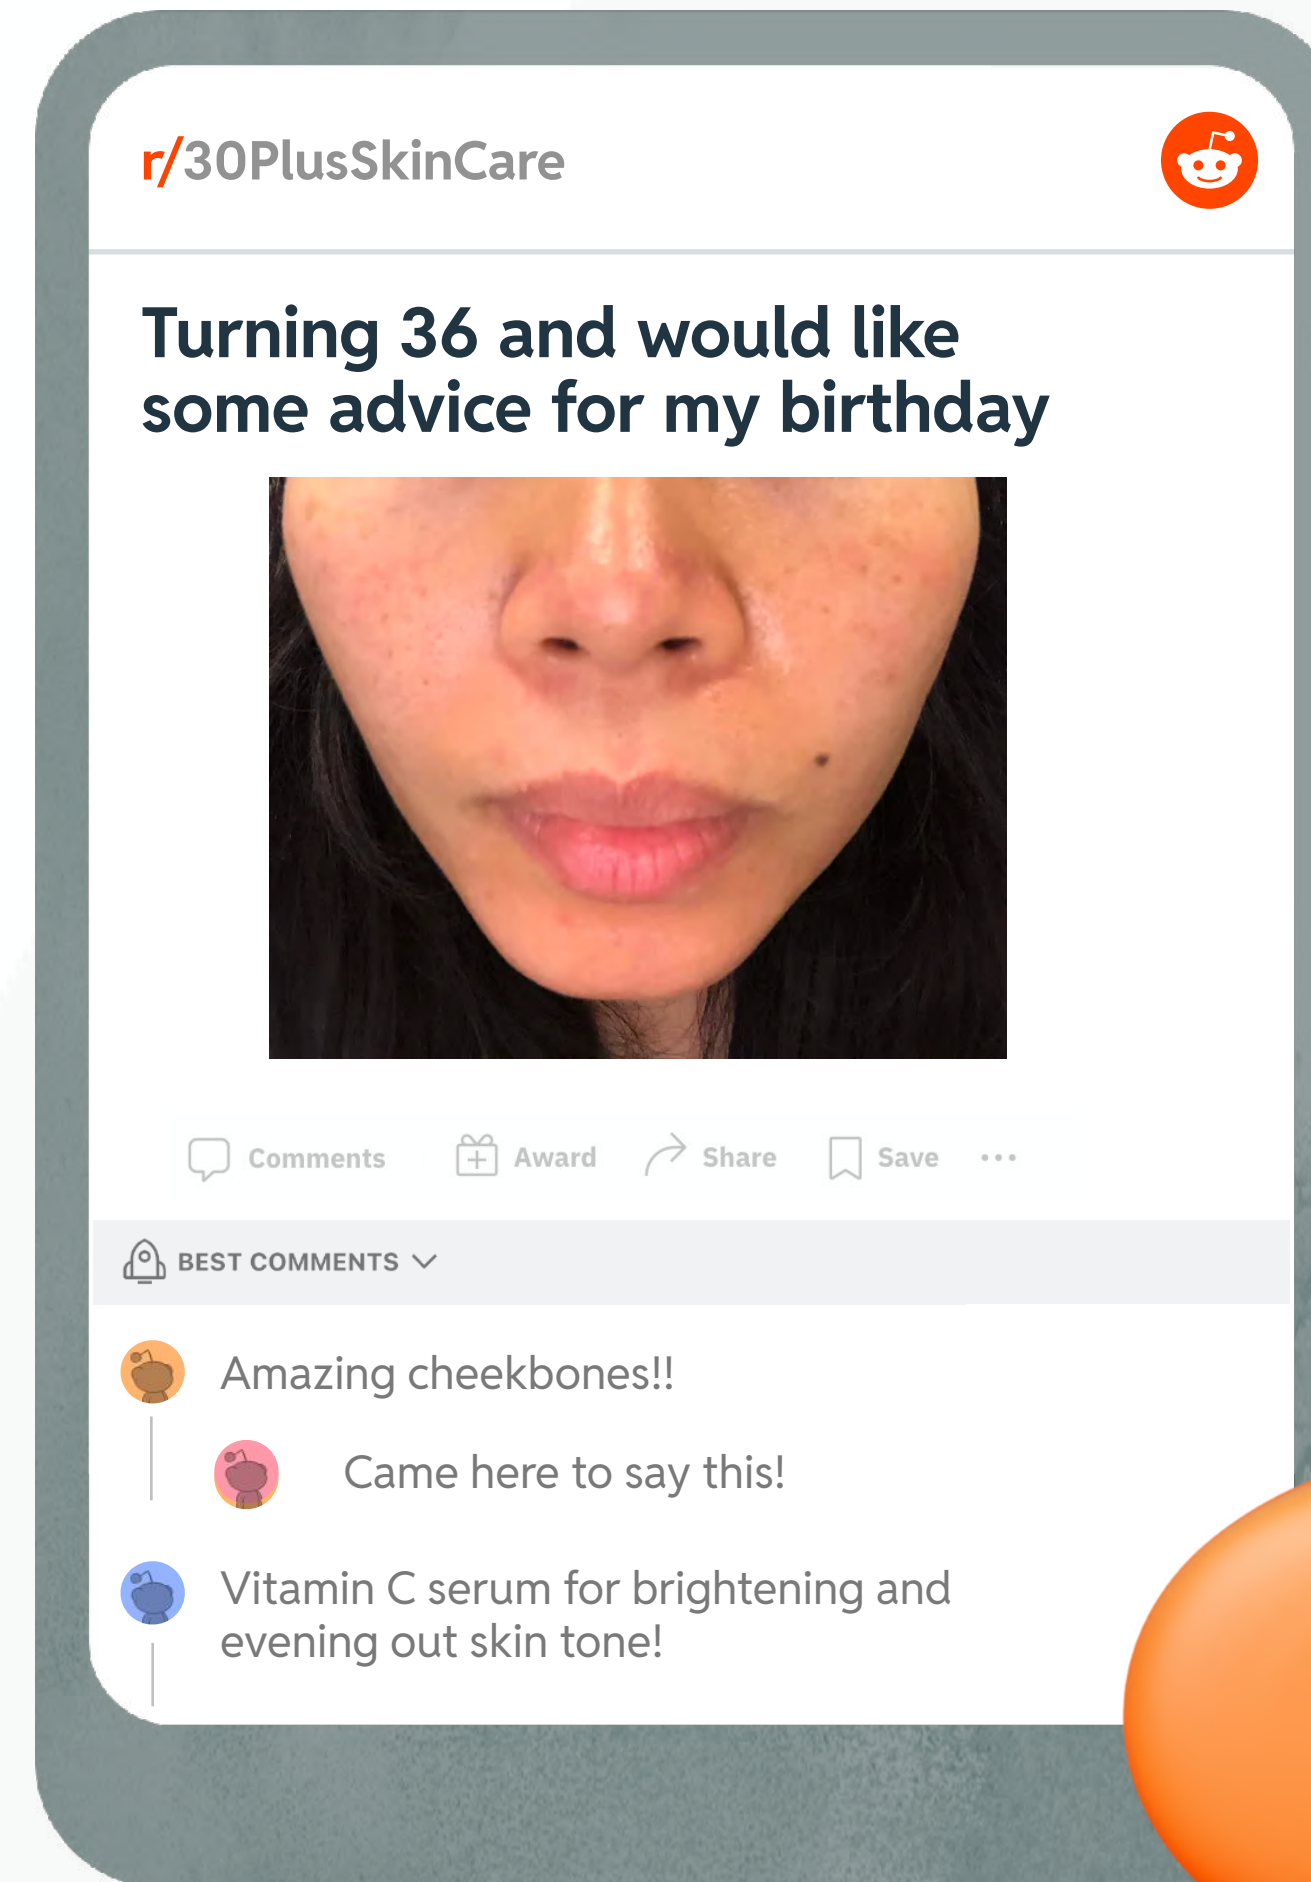 r/30PlusSkinCare
Turning 36 and would like
some advice for my birthday
Comments Award Share Save ...
BEST COMMENTS
Amazing cheekbones!!
Came here to say this!
Vitamin C serum for brightening and
evening out skin tone!